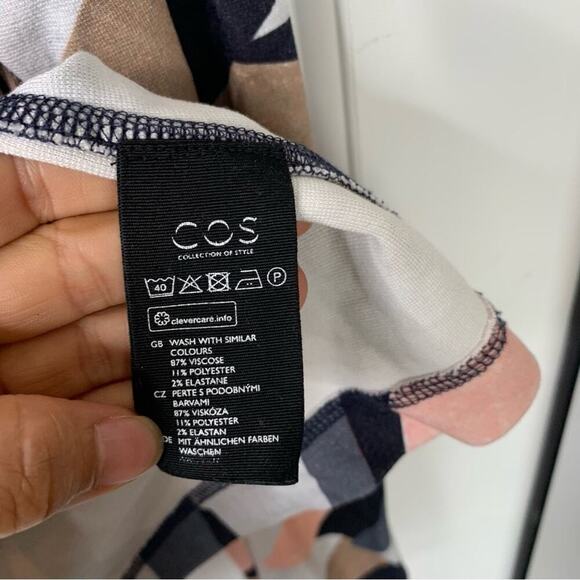 COS
COLLECTION OF STYLE
40 P
clevercare.info
GB WASH WITH SIMILAR
COLOURS
87% VISCOSE
11% POLYESTER
2% ELASTANE
CZ PERTE S PODOBNÝMI
BARVAMI
87% VISKÓZA
11% POLYESTER
2% ELASTAN
DE MIT ÄHNLICHEN FARBEN
WASCHEN